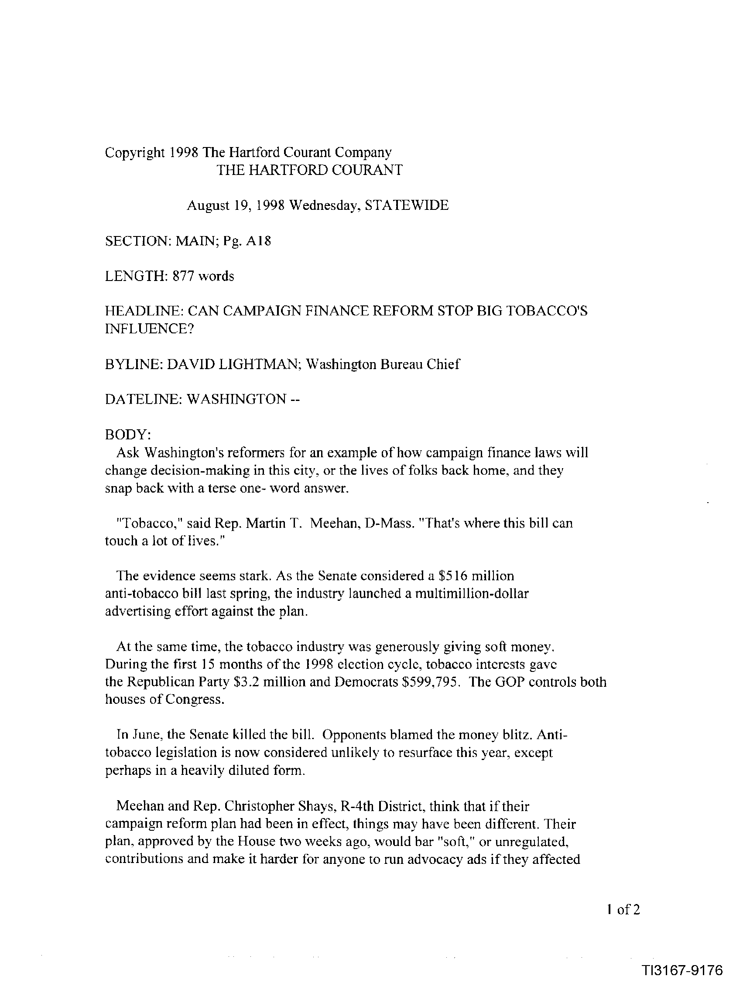 Copyright 1998 The Hartford Courant Company
THE HARTFORD COURANT
August 19, 1998 Wednesday, STATEWIDE
SECTION: MAIN; Pg. A18
LENGTH: 877 words
HEADLINE: CAN CAMPAIGN FINANCE REFORM STOP BIG TOBACCO'S
INFLUENCE?
BYLINE: DAVID LIGHTMAN; Washington Bureau Chief
DATELINE: WASHINGTON --
BODY:
Ask Washington's reformers for an example of how campaign finance laws will
change decision-making in this city, or the lives of folks back home, and they
snap back with a terse one- word answer.
"Tobacco," said Rep. Martin T. Meehan, D-Mass. "That's where this bill can
touch a lot of lives."
The evidence seems stark. As the Senate considered a $516 million
anti-tobacco bill last spring, the industry launched a multimillion-dollar
advertising effort against the plan.
At the same time, the tobacco industry was generously giving soft money.
During the first 15 months of the 1998 election cycle, tobacco interests gave
the Republican Party $3.2 million and Democrats $599,795. The GOP controls both
houses of Congress.
In June, the Senate killed the bill. Opponents blamed the money blitz. Anti-
tobacco legislation is now considered unlikely to resurface this year, except
perhaps in a heavily diluted form.
Meehan and Rep. Christopher Shays, R-4th District, think that if their
campaign reform plan had been in effect, things may have been different. Their
plan, approved by the House two weeks ago, would bar "soft," or unregulated,
contributions and make it harder for anyone to run advocacy ads if they affected
1 of 2
TI3167-9176